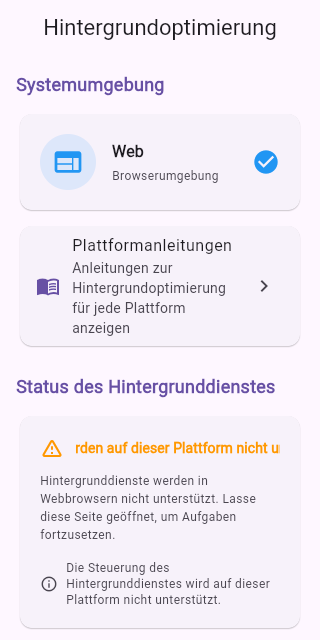 Hintergrundoptimierung
Systemumgebung
Web
Browserumgebung
Plattformanleitungen
Anleitungen zur
Hintergrundoptimierung
für jede Plattform
anzeigen
Status des Hintergrunddienstes
auf dieser Plattform nicht
Hintergrunddienste werden in
Webbrowsern nicht unterstützt. Lasse
diese Seite geöffnet, um Aufgaben
fortzusetzen.
Die Steuerung des
Hintergrunddienstes wird auf dieser
Plattform nicht unterstützt.